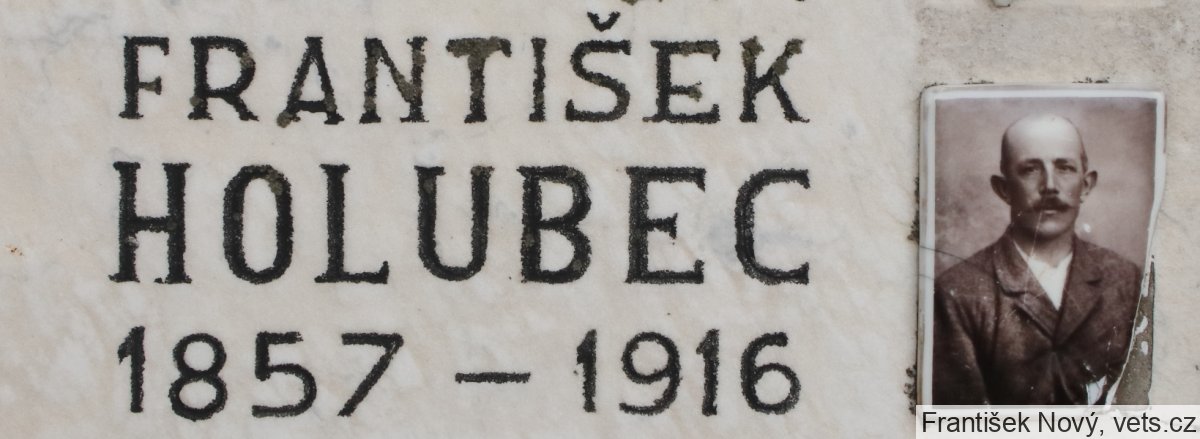 FRANTIŠEK
HOLUBEC
1857 – 1916
František Nový, vets.cz